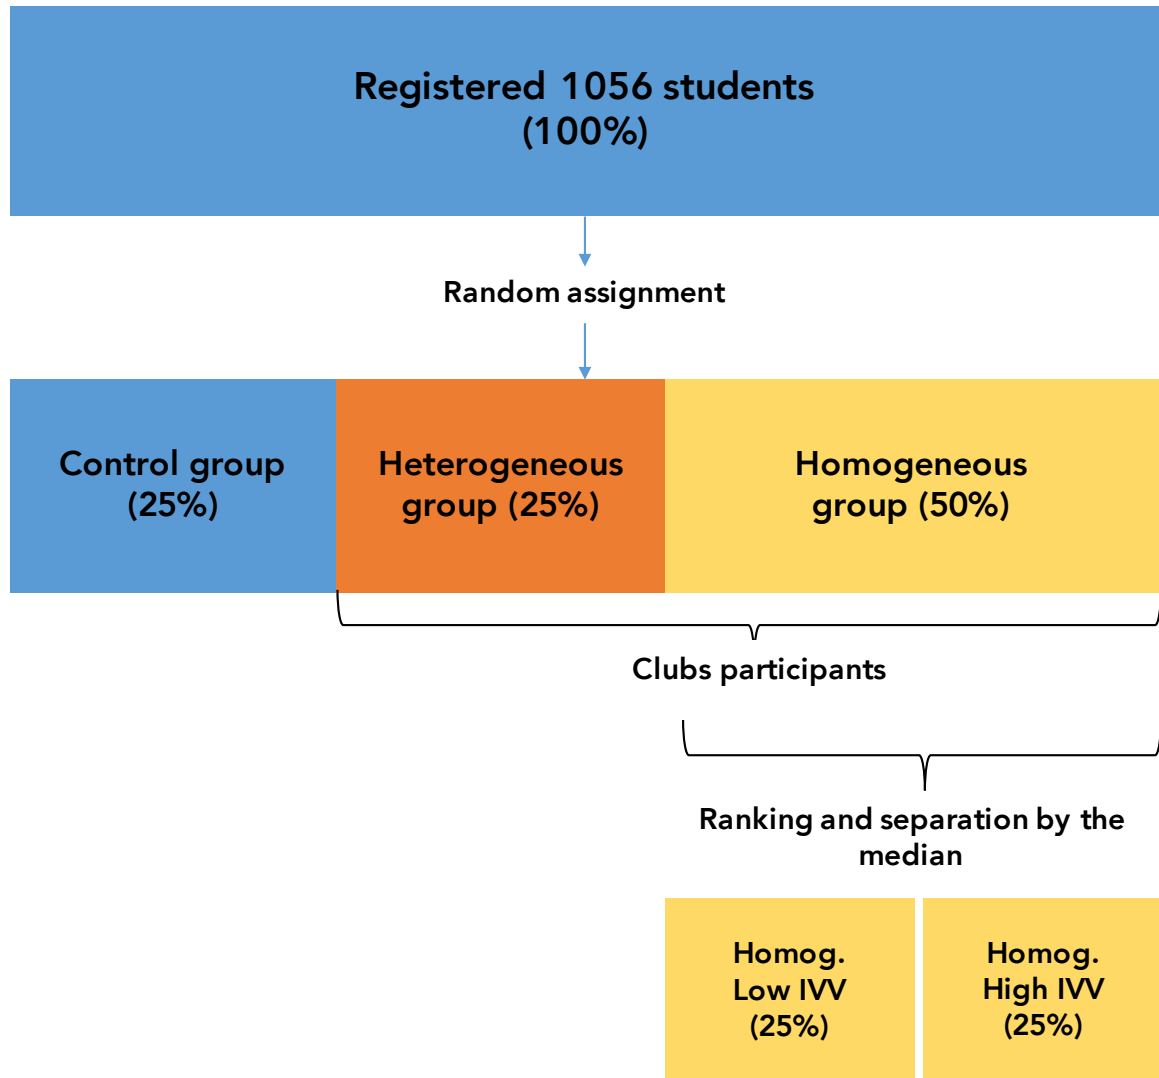 Registered 1056 students
(100%)
Random assignment
Control group
(25%)
Heterogeneous
group (25%)
Homogeneous
group (50%)
Clubs participants
Ranking and separation by the
median
Homog.
Low IVV
(25%)
Homog.
High IVV
(25%)